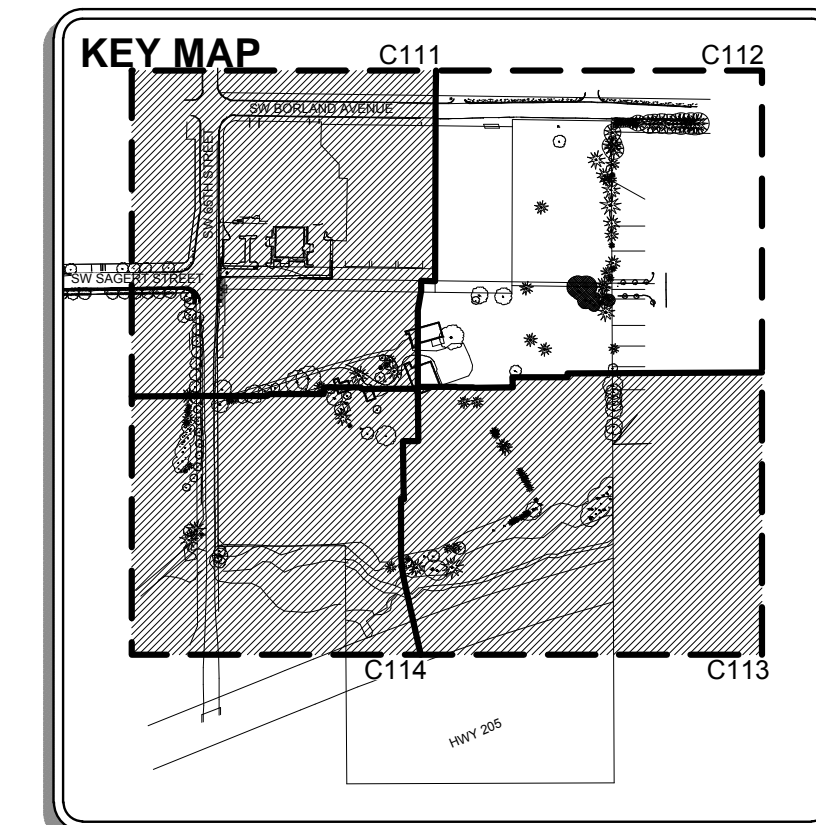 KEY MAP
C111
C112
SW BORLAND AVENUE
SW 65TH STREET
SW SAGERT STREET
C114
C113
HWY 205